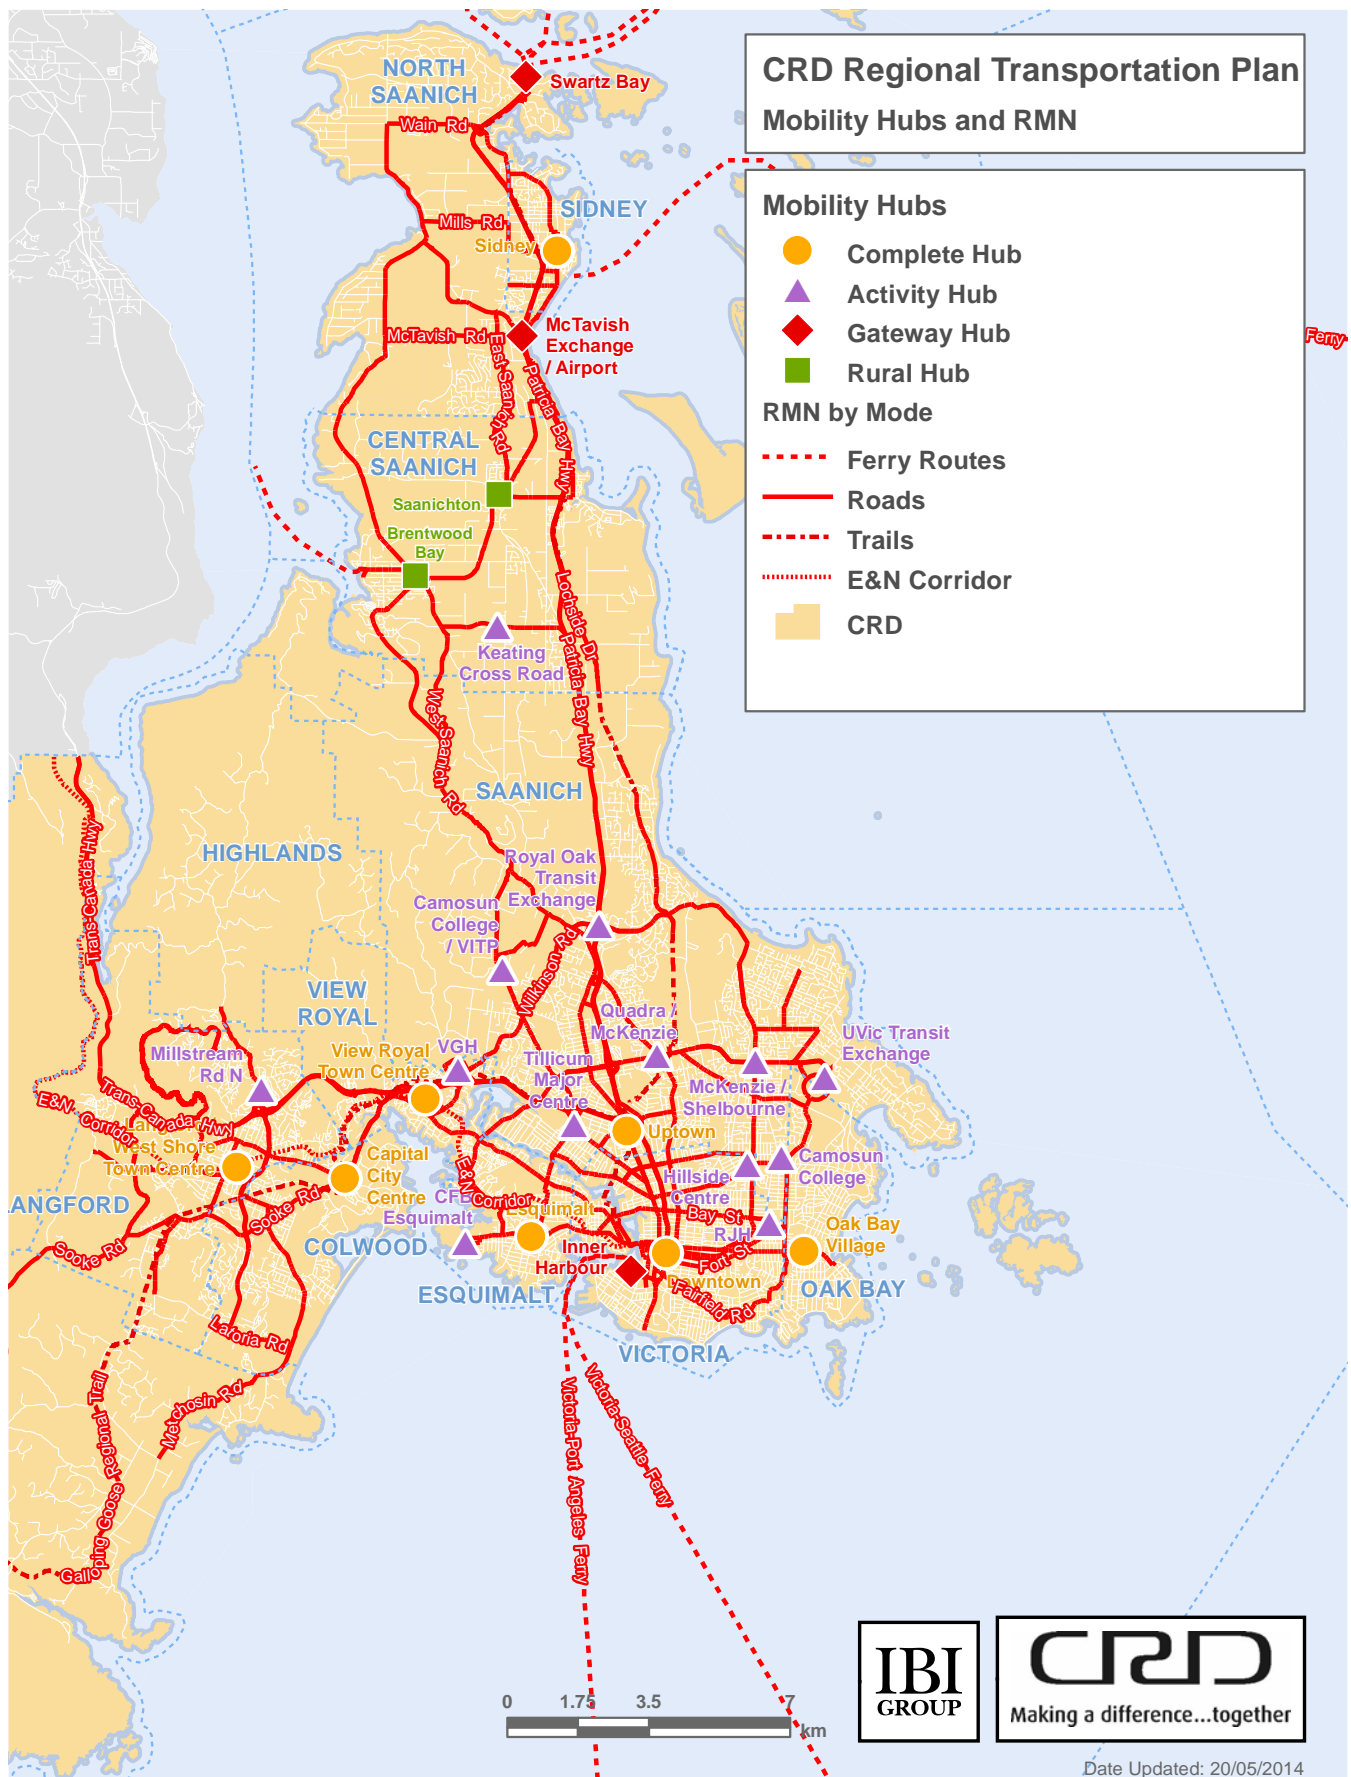 CRD Regional Transportation Plan
Mobility Hubs and RMN
Mobility Hubs
Complete Hub
Activity Hub
Gateway Hub
Rural Hub
RMN by Mode
Ferry Routes
Roads
Trails
E&N Corridor
CRD
NORTH
SAANICH
Swartz Bay
Wain Rd
SIDNEY
Mills Rd
Sidney
McTavish Rd
McTavish
Exchange
/ Airport
Ferry
East Saanich Rd
Patricia Bay Hwy
CENTRAL
SAANICH
Saanichton
Brentwood
Bay
Lochside Dr
Keating
Cross Road
Patricia Bay Hwy
West Saanich Rd
SAANICH
HIGHLANDS
Trans-Canada Hwy
Royal Oak
Transit
Exchange
Camosun
College
/ VITP
Wilkinson Rd
VIEW
ROYAL
Quadra /
McKenzie
UVic Transit
Exchange
Millstream
Rd N
View Royal
Town Centre
VGH
Tillicum
Major
Centre
McKenzie /
Shelbourne
Trans-Canada Hwy
E&N Corridor
West Shore
Town Centre
Uptown
Capital
City
Centre
E&N Corridor
Hillside
Centre
Camosun
College
LANGFORD
Sooke Rd
Sooke Rd
CFB
Esquimalt
Esquimalt
Bay St
RJH
Oak Bay
Village
COLWOOD
Inner
Harbour
Fort St
Downtown
Fairfield Rd
ESQUIMALT
OAK BAY
VICTORIA
Laforia Rd
Metchosin Rd
Galloping Goose Regional Trail
Victoria-Port Angeles Ferry
Victoria-Seattle Ferry
0 1.75 3.5 7
km
IBI
GROUP
CRD
Making a difference...together
Date Updated: 20/05/2014